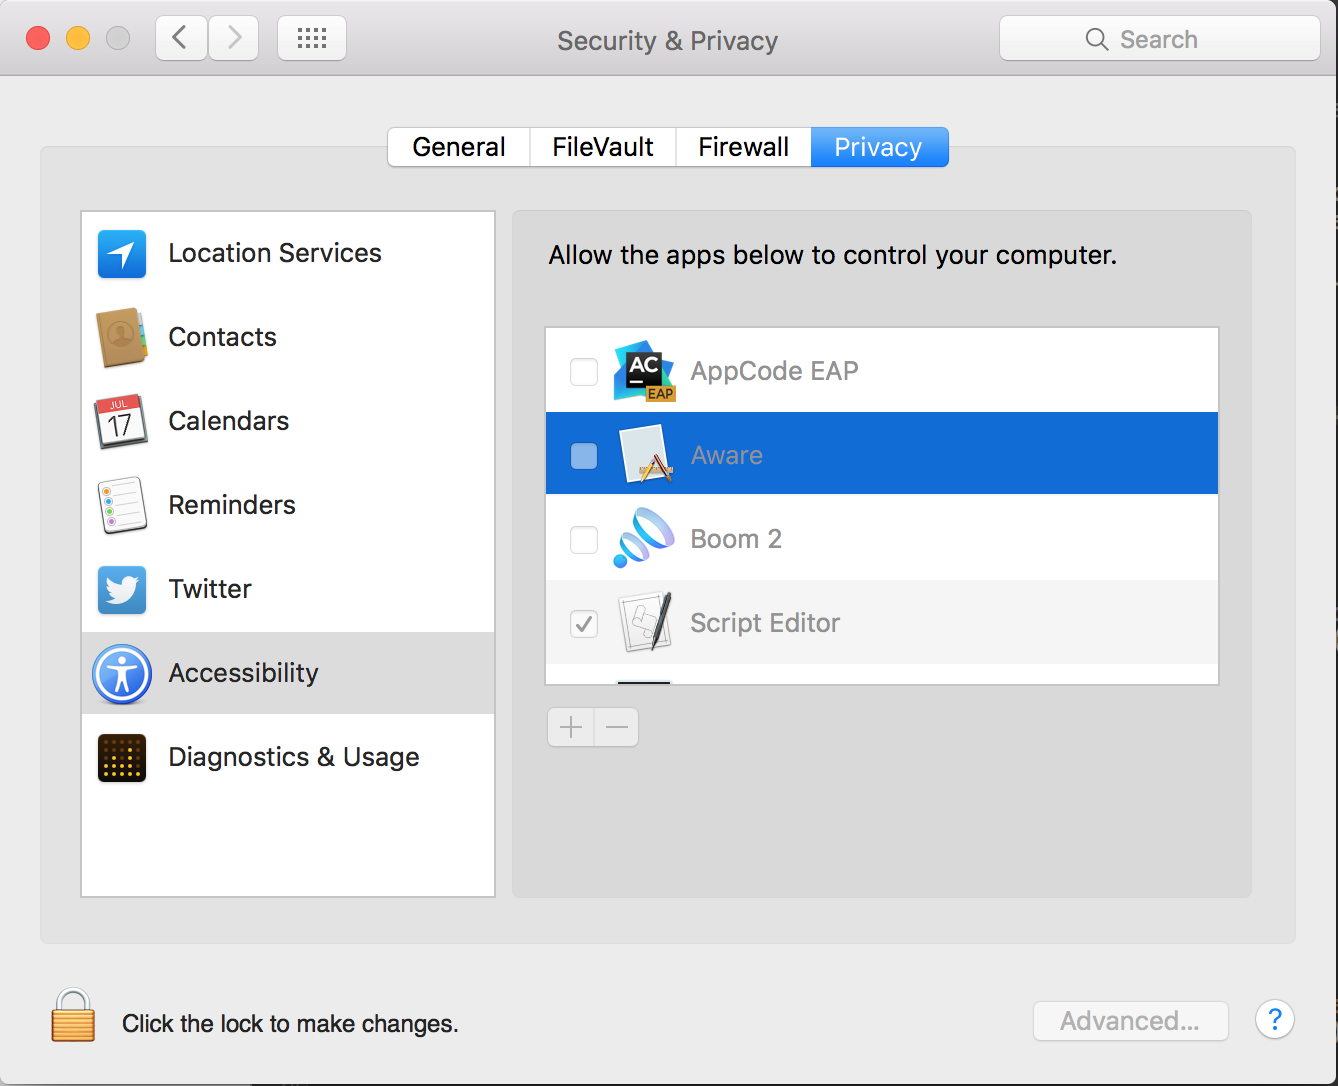 Security & Privacy
Search
General
FileVault
Firewall
Privacy
Location Services
Contacts
JUL
17
Calendars
Reminders
Twitter
Accessibility
Diagnostics & Usage
Allow the apps below to control your computer.
AC
EAP
AppCode EAP
Aware
Boom 2
Script Editor
Click the lock to make changes.
Advanced...
?